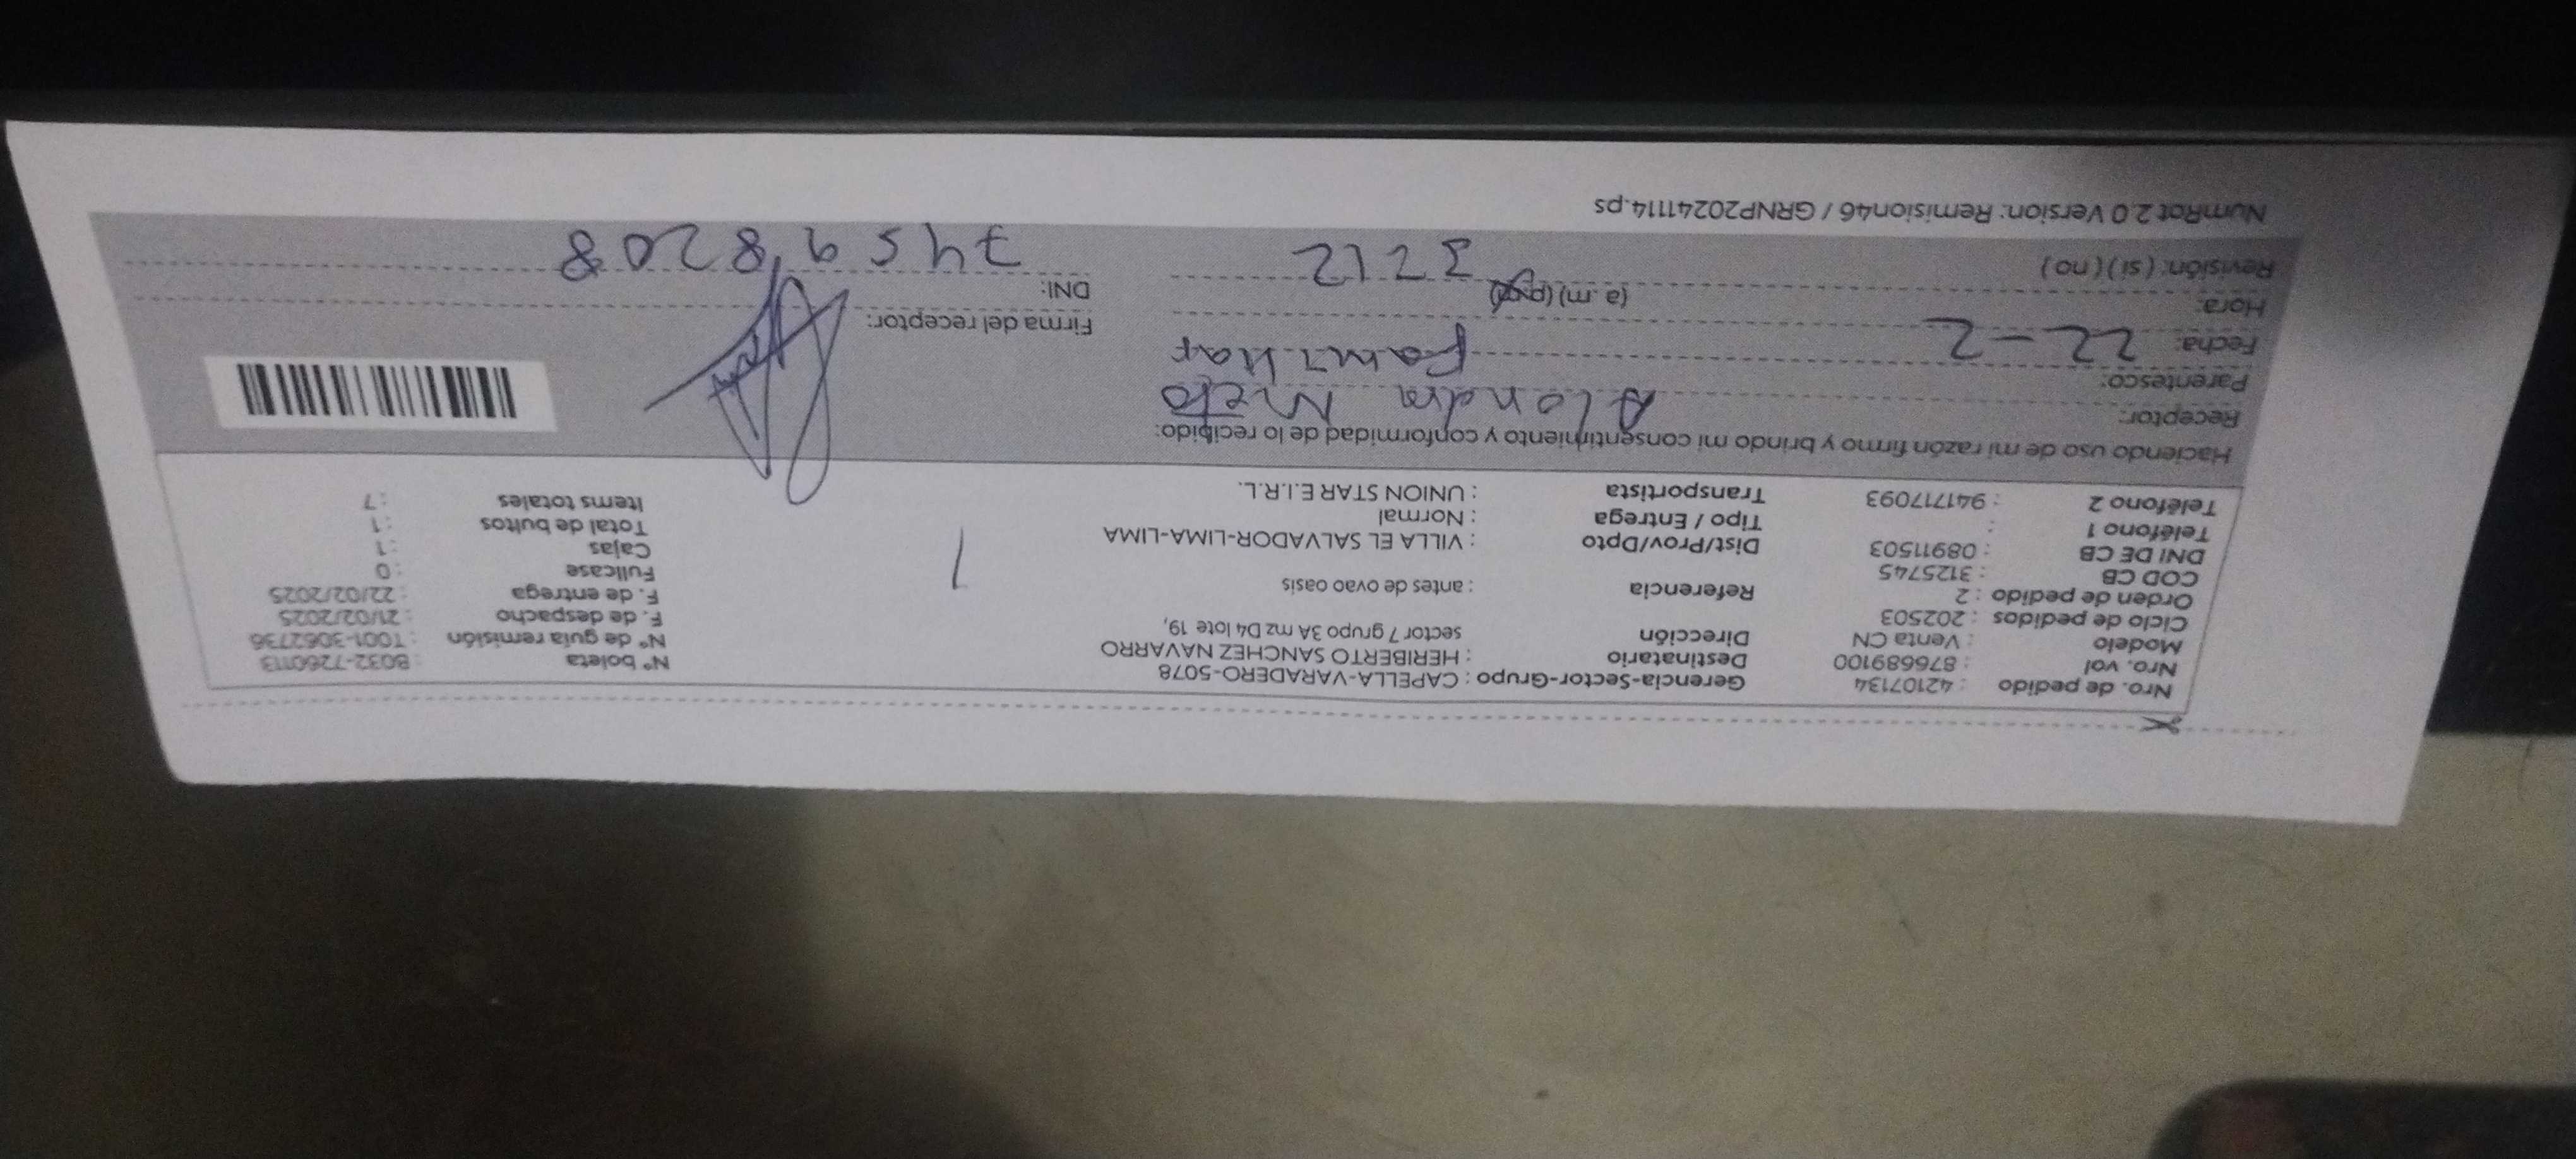 Nro. de pedido : 42107134 Gerencia-Sector-Grupo : CAPELLA-VARADERO-5078 Nº boleta : B032-7260113
Nro. vol : 876689100 Destinatario : HERIBERTO SANCHEZ NAVARRO Nº de guía remisión : T001-3062736
Modelo : Venta CN Dirección sector 7 grupo 3A mz D4 lote 19, F. de despacho : 21/02/2025
Ciclo de pedidos : 202503 F. de entrega : 22/02/2025
Orden de pedido : 2 Referencia : antes de ovao oasis Fullcase : 0
COD CB : 3125745 Cajas : 1
DNI DE CB : 08911503 Dist/Prov/Dpto : VILLA EL SALVADOR-LIMA-LIMA Total de bultos : 1
Teléfono 1 : Tipo / Entrega : Normal Items totales : 7
Teléfono 2 : 941717093 Transportista : UNION STAR E.I.R.L.
1
Haciendo uso de mi razón firmo y brindo mi consentimiento y conformidad de lo recibido:
Receptor: Alondra Nieto
Parentesco: Familiar
Fecha: 22-2 Firma del receptor:
Hora: (a.m) (p.m) 3212 DNI: 74598208
Revisión: (si) (no)
NumRot 2.0 Version: Remision46 / GRNP20241114.ps